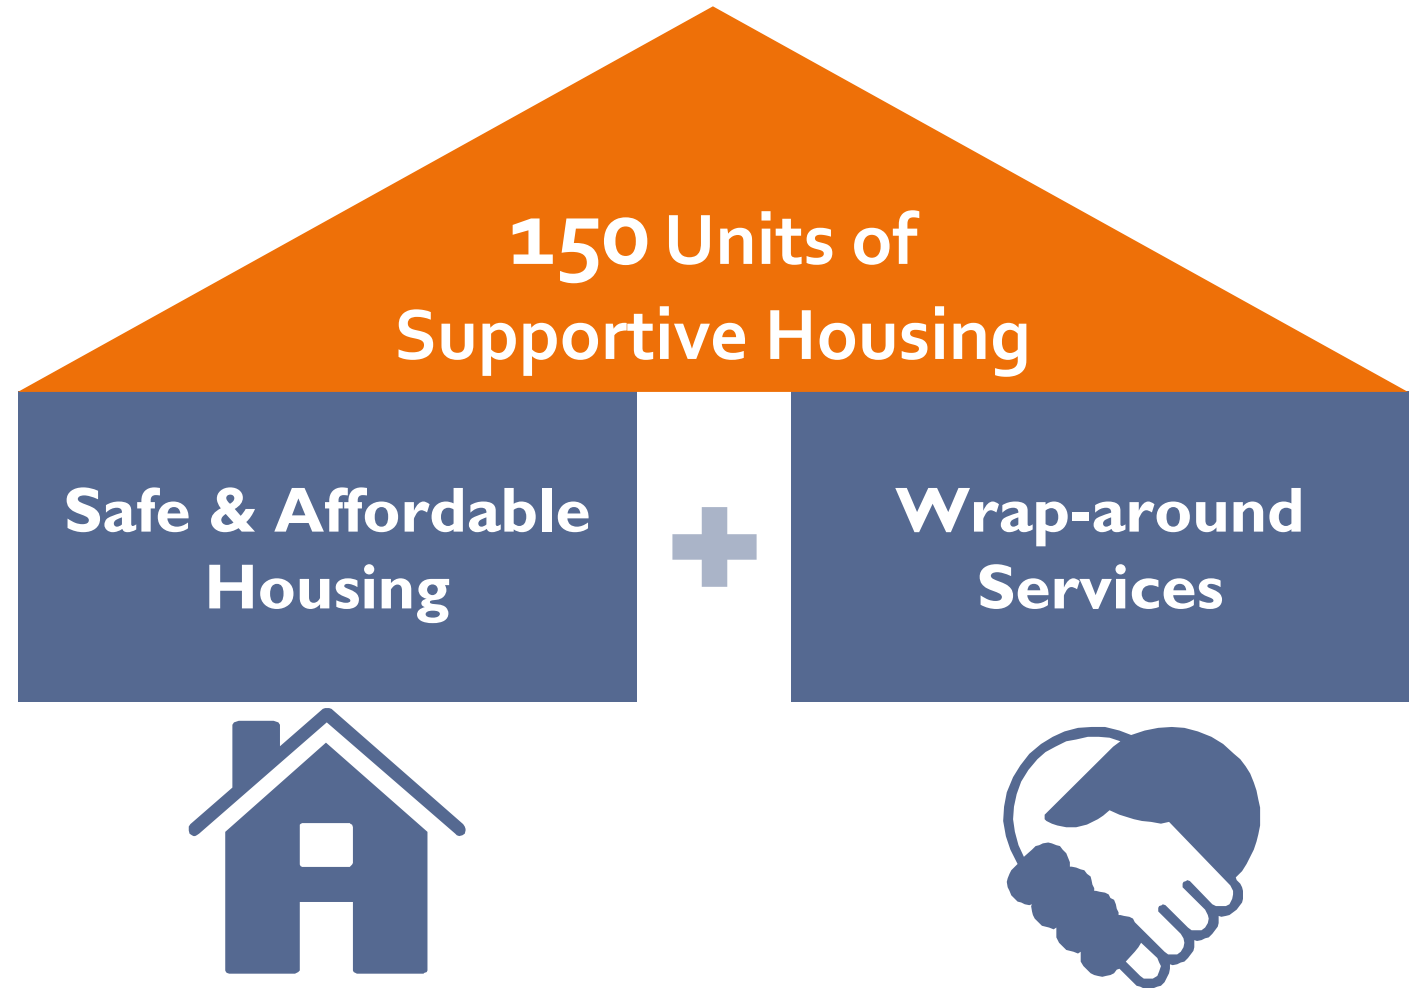 150 Units of
Supportive Housing
Safe & Affordable
Housing
Wrap-around
Services